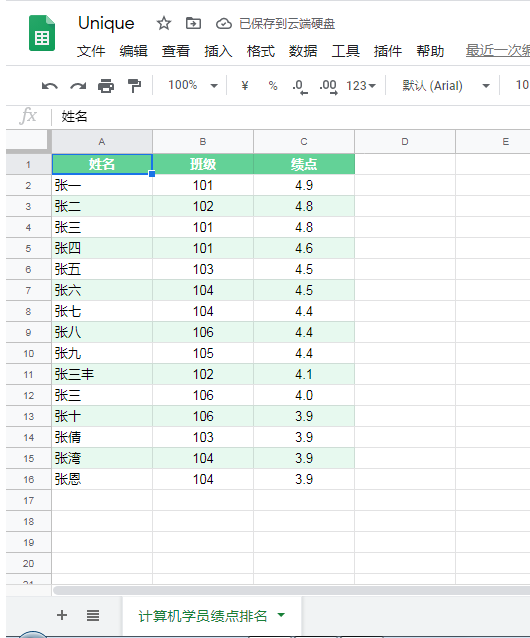 Unique 已保存到云端硬盘
文件 编辑 查看 插入 格式 数据 工具 插件 帮助 最近一次编
100% ¥ % .0 .00 123 默认 (Arial) 10
fx 姓名
A B C D E
1 姓名 班级 绩点
2 张一 101 4.9
3 张二 102 4.8
4 张三 101 4.8
5 张四 101 4.6
6 张五 103 4.5
7 张六 104 4.5
8 张七 104 4.4
9 张八 106 4.4
10 张九 105 4.4
11 张三丰 102 4.1
12 张三 106 4.0
13 张十 106 3.9
14 张倩 103 3.9
15 张湾 104 3.9
16 张恩 104 3.9
17
18
19
20
计算机学员绩点排名